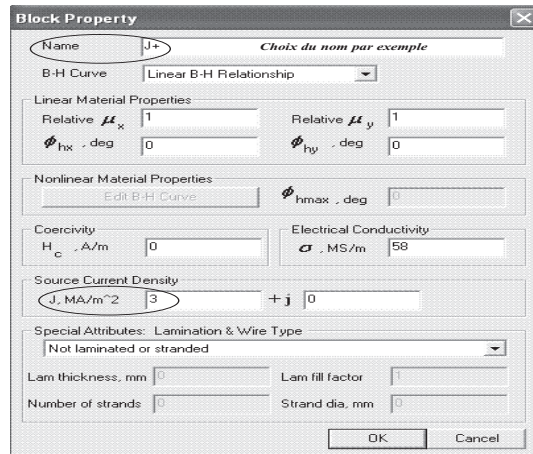 Block Property
Name J+ Choix du nom par exemple
B-H Curve Linear B-H Relationship
Linear Material Properties
Relative μx 1 Relative μy 1
ϕhx , deg 0 ϕhy , deg 0
Nonlinear Material Properties
Edit B-H Curve ϕhmax , deg 0
Coercivity Electrical Conductivity
Hc , A/m 0 σ , MS/m 58
Source Current Density
J, MA/m^2 3 + j 0
Special Attributes: Lamination & Wire Type
Not laminated or stranded
Lam thickness, mm 0 Lam fill factor 1
Number of strands 0 Strand dia, mm 0
OK Cancel